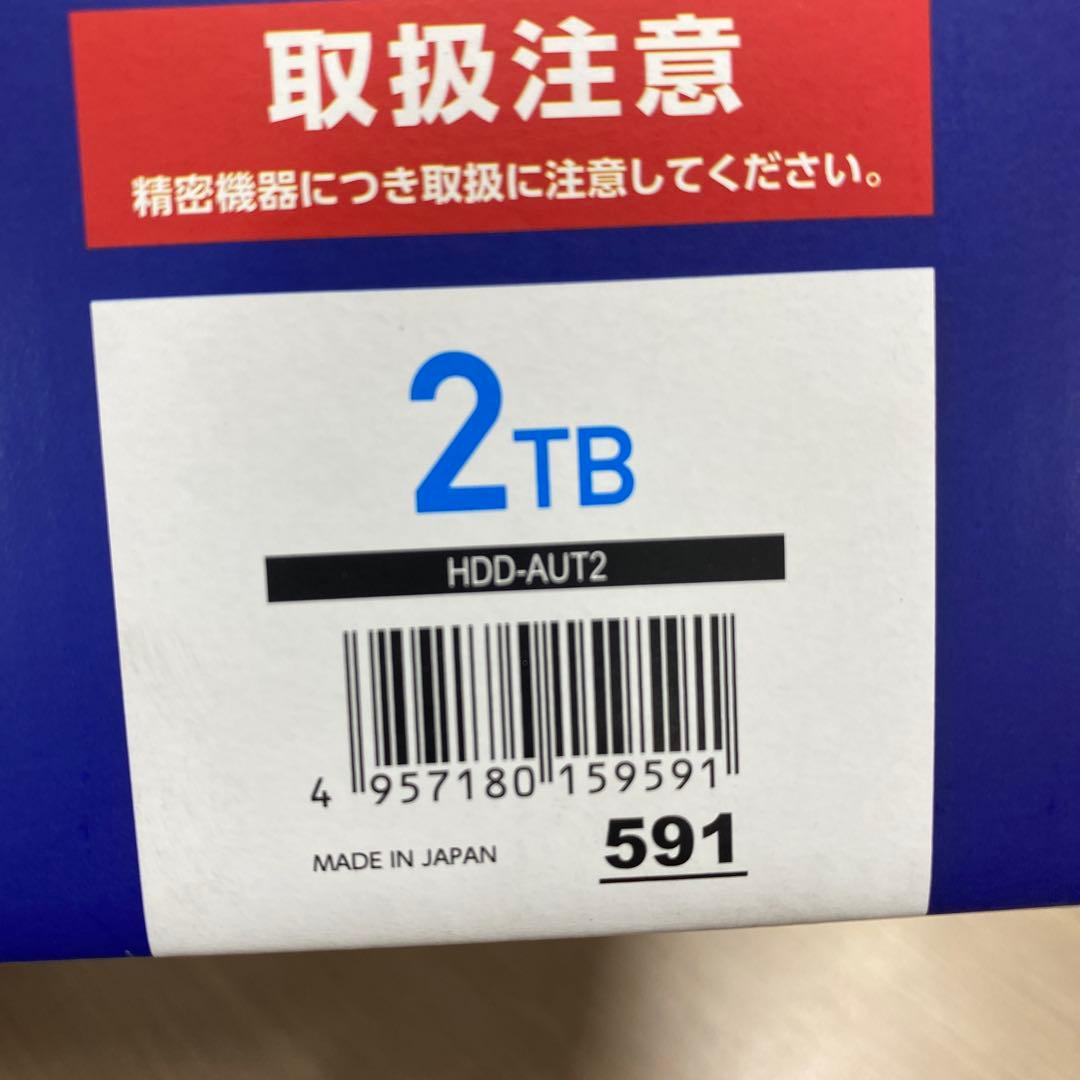 取扱注意
精密機器につき取扱に注意してください。
2TB
HDD-AUT2
4 957180 159591
MADE IN JAPAN 591